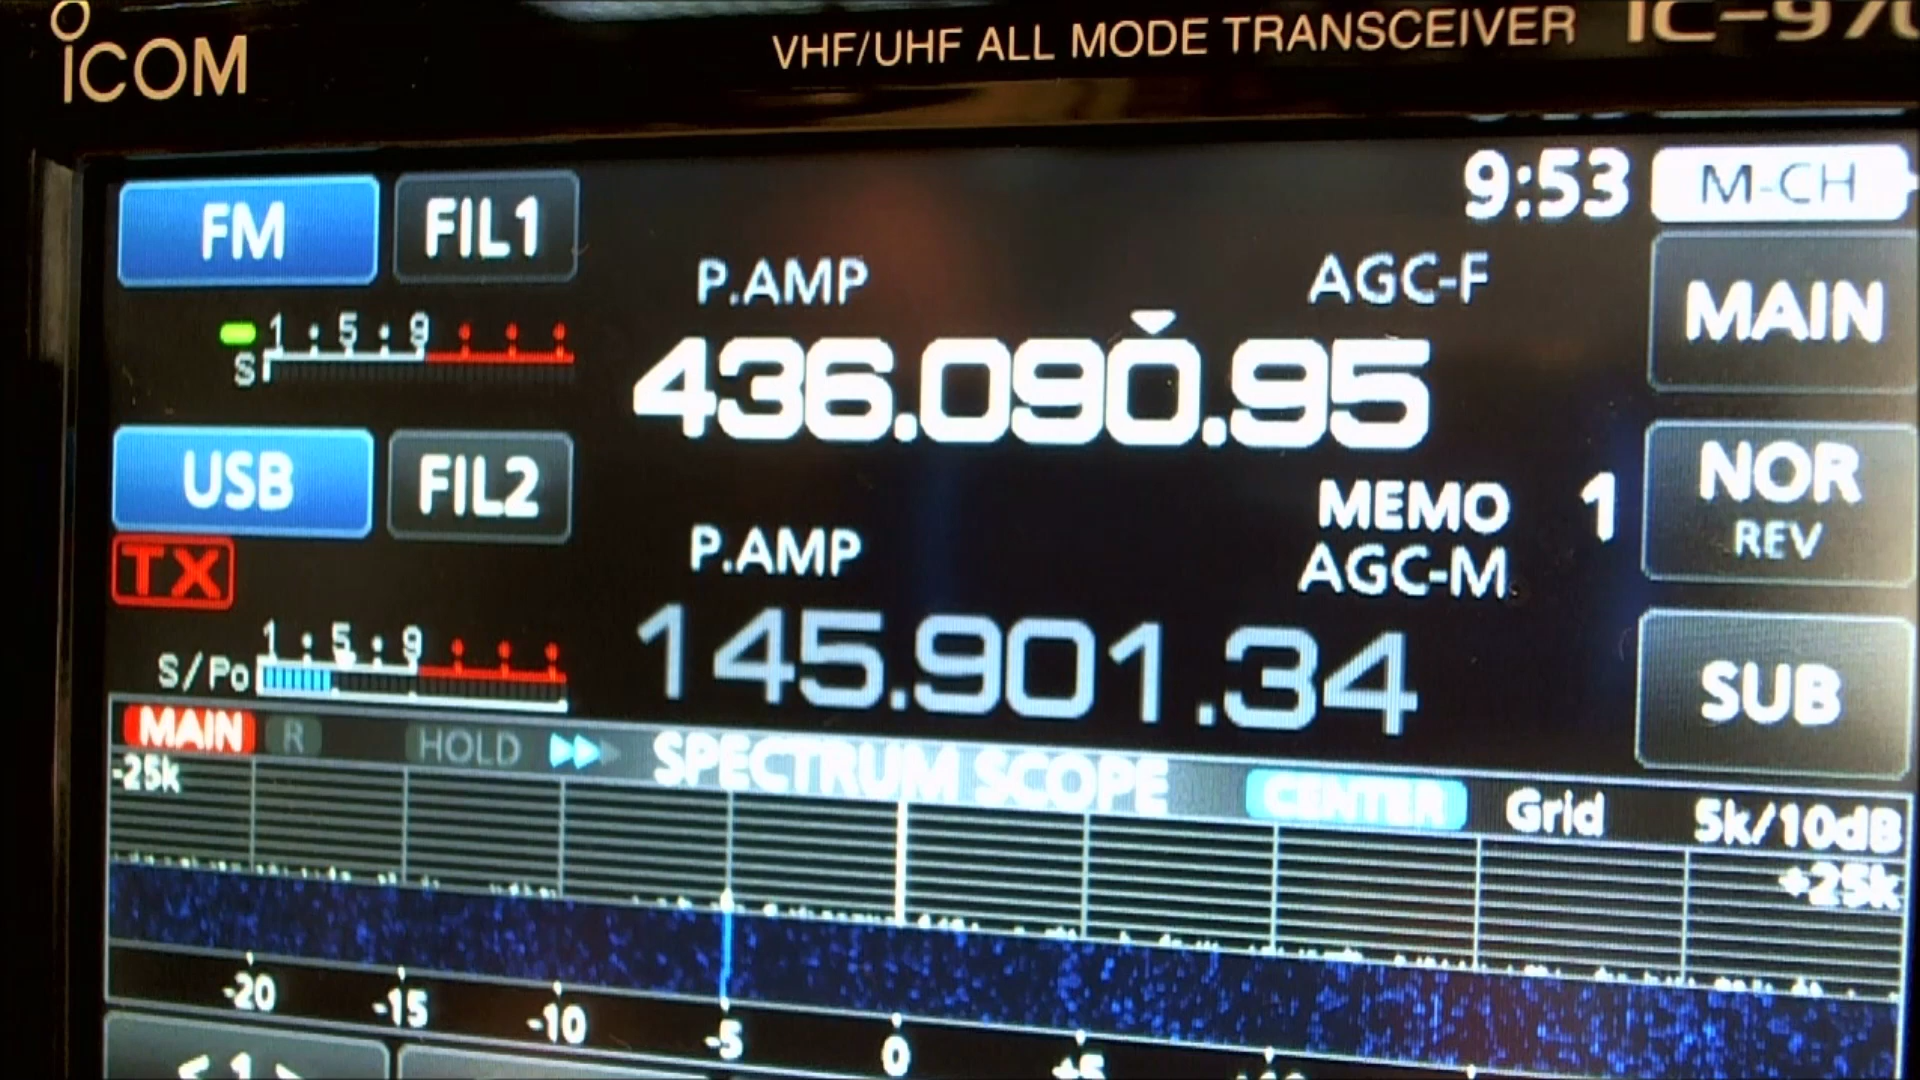 iCOM
VHF/UHF ALL MODE TRANSCEIVER
9:53
M-CH
FM
FIL1
P.AMP
AGC-F
MAIN
1 5 9
S
436.090.95
USB
FIL2
MEMO 1
NOR
REV
TX
P.AMP
AGC-M
1 5 9
S/Po
145.901.34
SUB
MAIN R HOLD SPECTRUM SCOPE CENTER Grid 5k/10dB
-25k
+25k
-20 -15 -10 -5 0 +5
< 1 >